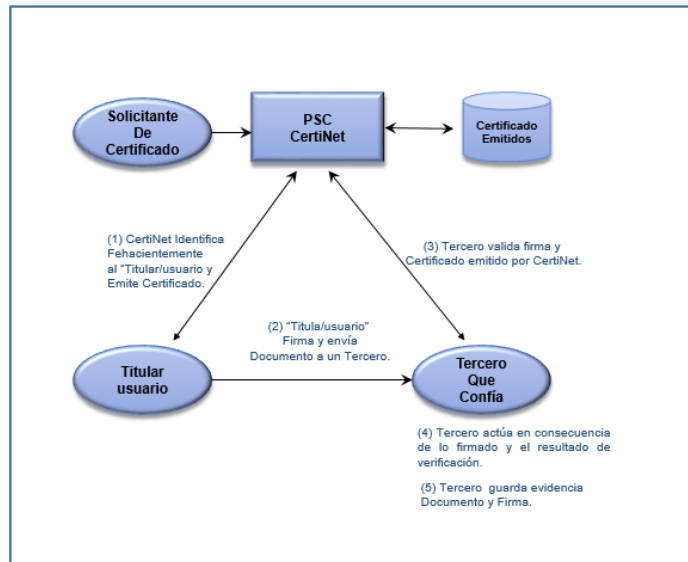 Solicitante
De
Certificado
PSC
CertiNet
Certificado
Emitidos
(1) CertiNet Identifica
Fehacientemente
al "Titular/usuario y
Emite Certificado.
(3) Tercero valida firma y
Certificado emitido por CertiNet.
(2) "Titula/usuario"
Firma y envía
Documento a un Tercero.
Titular
usuario
Tercero
Que
Confía
(4) Tercero actúa en consecuencia
de lo firmado y el resultado de
verificación.
(5) Tercero guarda evidencia
Documento y Firma.